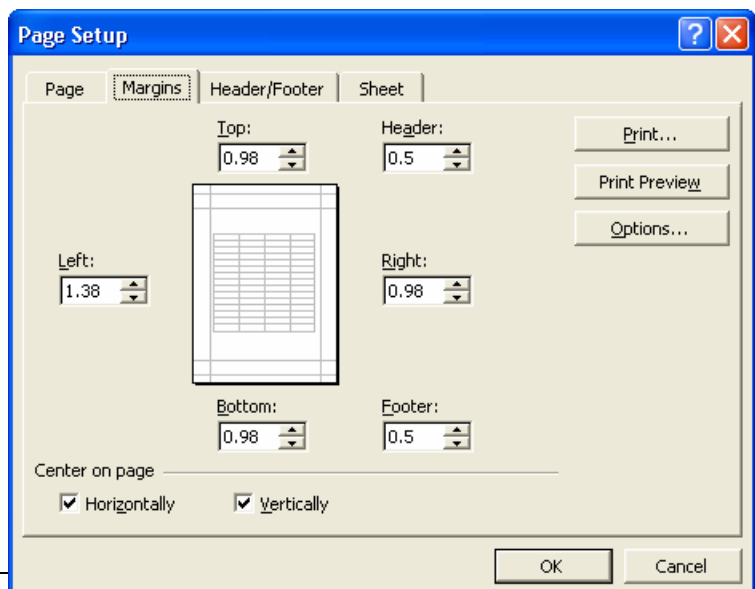 Page Setup
Page Margins Header/Footer Sheet
Top: Header: Print...
0.98 0.5
Print Preview
Options...
Left: Right:
1.38 0.98
Bottom: Footer:
0.98 0.5
Center on page
Horizontally Vertically
OK Cancel